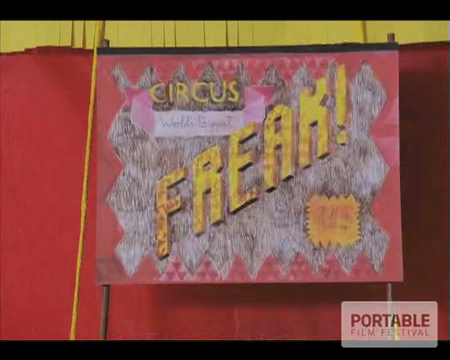 CIRCUS
World's Biggest
FREAK!
PORTABLE
FILM FESTIVAL